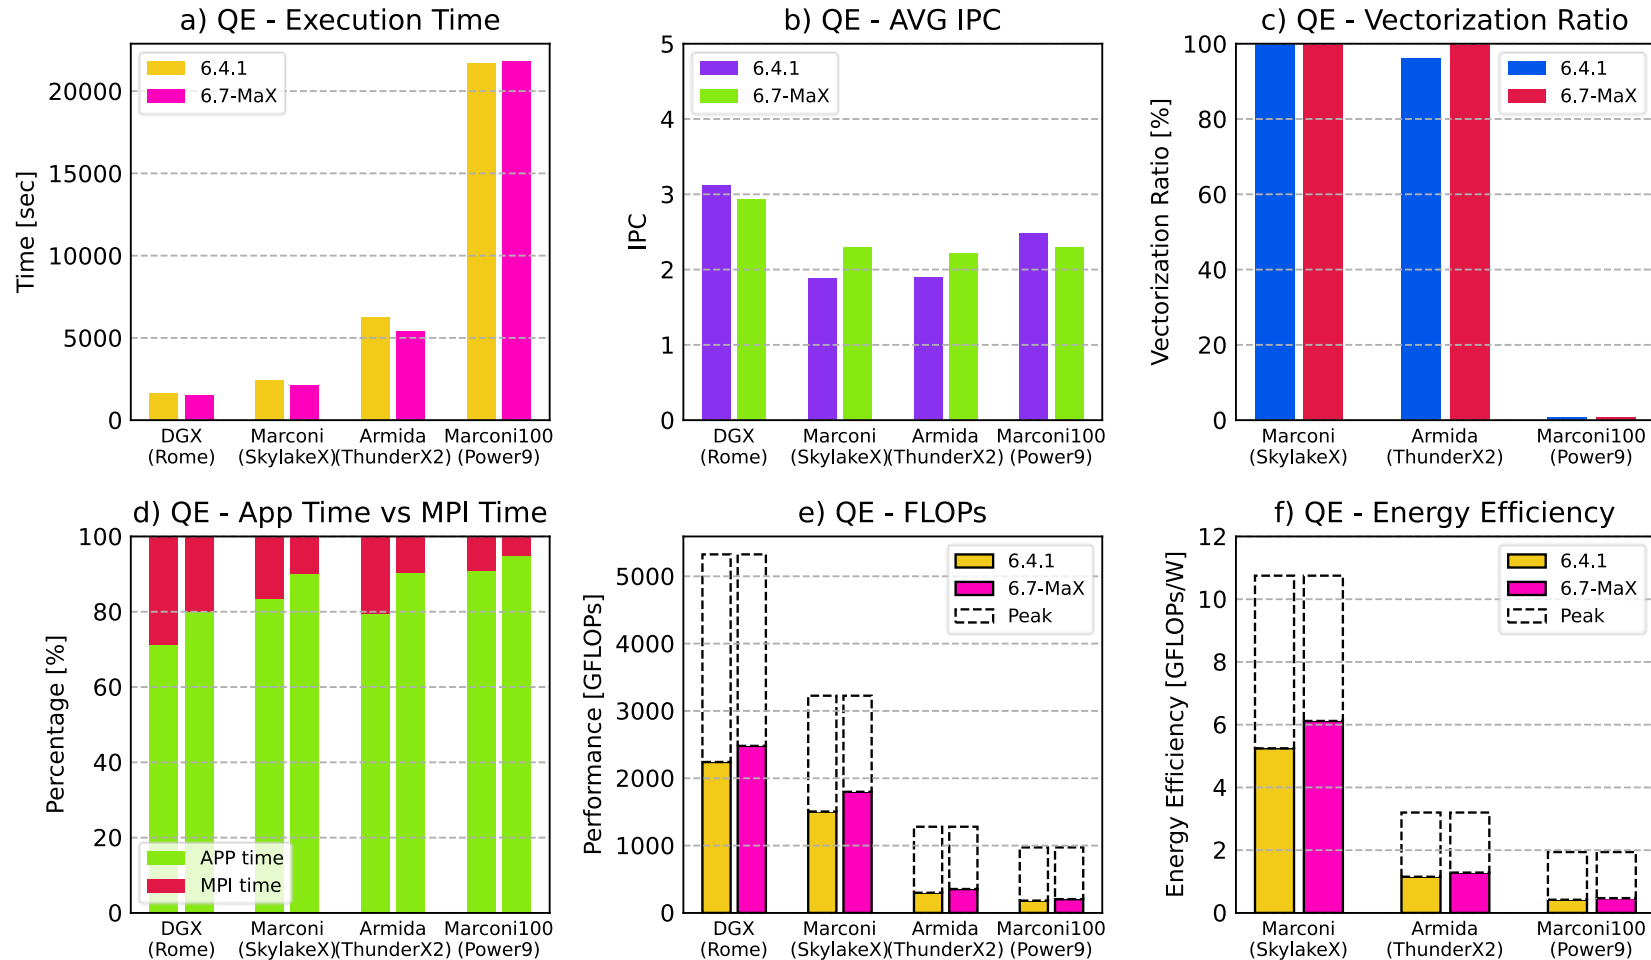 a) QE - Execution Time
Time [sec]
20000
15000
10000
5000
0
6.4.1
6.7-MaX
DGX
(Rome)
Marconi
(SkylakeX)
Armida
(ThunderX2)
Marconi100
(Power9)
b) QE - AVG IPC
IPC
5
4
3
2
1
0
6.4.1
6.7-MaX
DGX
(Rome)
Marconi
(SkylakeX)
Armida
(ThunderX2)
Marconi100
(Power9)
c) QE - Vectorization Ratio
Vectorization Ratio [%]
100
80
60
40
20
0
6.4.1
6.7-MaX
Marconi
(SkylakeX)
Armida
(ThunderX2)
Marconi100
(Power9)
d) QE - App Time vs MPI Time
Percentage [%]
100
80
60
40
20
0
APP time
MPI time
DGX
(Rome)
Marconi
(SkylakeX)
Armida
(ThunderX2)
Marconi100
(Power9)
e) QE - FLOPs
Performance [GFLOPs]
5000
4000
3000
2000
1000
0
6.4.1
6.7-MaX
Peak
DGX
(Rome)
Marconi
(SkylakeX)
Armida
(ThunderX2)
Marconi100
(Power9)
f) QE - Energy Efficiency
Energy Efficiency [GFLOPs/W]
12
10
8
6
4
2
0
6.4.1
6.7-MaX
Peak
Marconi
(SkylakeX)
Armida
(ThunderX2)
Marconi100
(Power9)